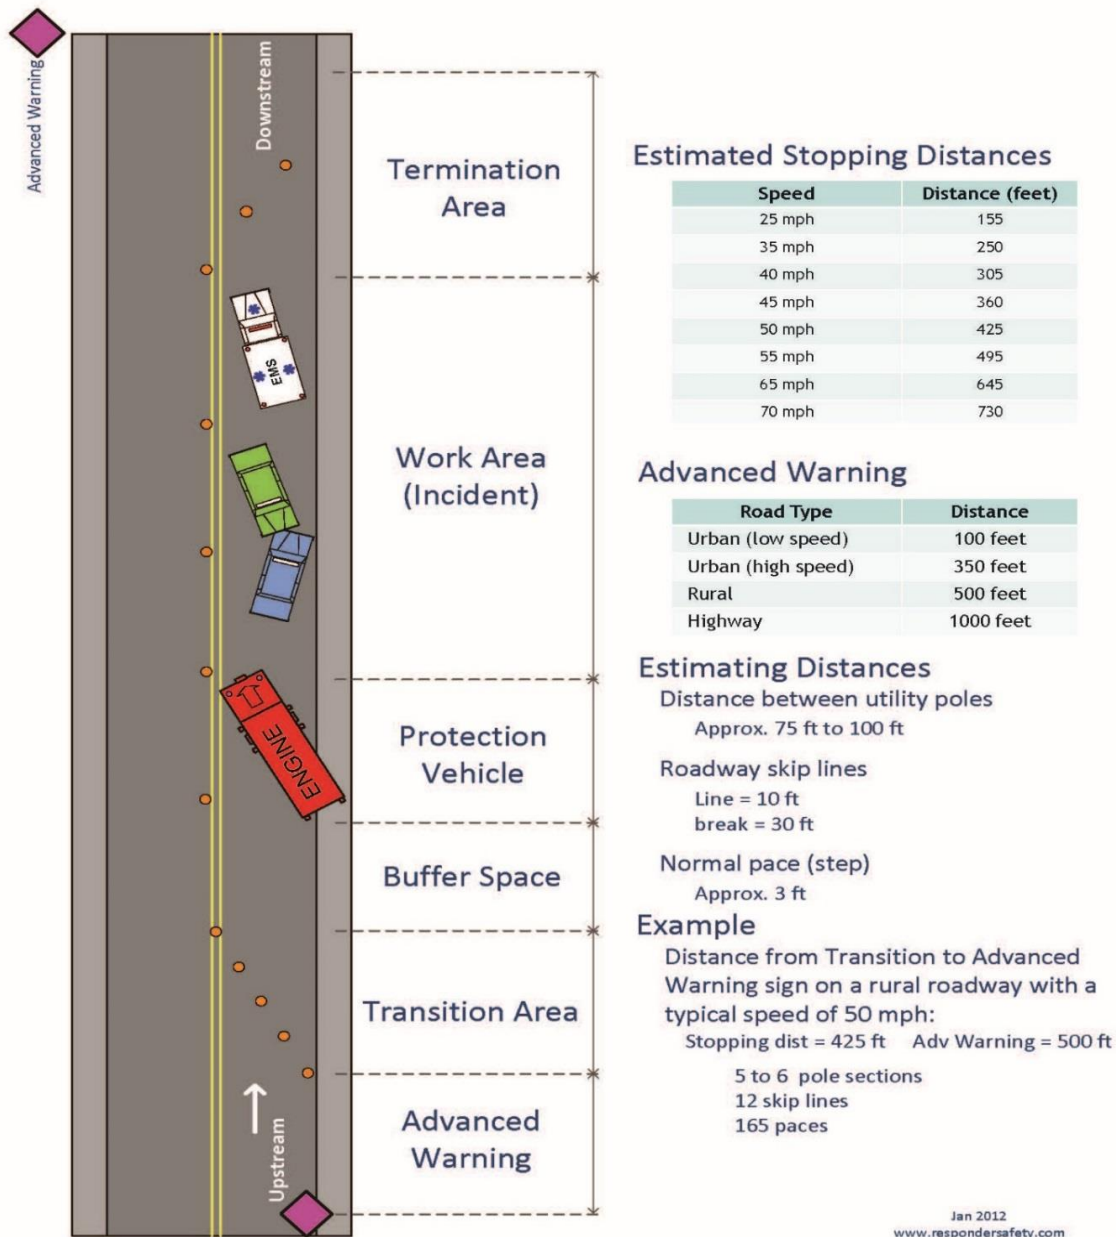 Advanced Warning
Downstream
Termination
Area
EMS
Work Area
(Incident)
ENGINE
Protection
Vehicle
Buffer Space
Transition Area
Upstream
Advanced
Warning
Estimated Stopping Distances
Speed Distance (feet)
25 mph 155
35 mph 250
40 mph 305
45 mph 360
50 mph 425
55 mph 495
65 mph 645
70 mph 730
Advanced Warning
Road Type Distance
Urban (low speed) 100 feet
Urban (high speed) 350 feet
Rural 500 feet
Highway 1000 feet
Estimating Distances
Distance between utility poles
Approx. 75 ft to 100 ft
Roadway skip lines
Line = 10 ft
break = 30 ft
Normal pace (step)
Approx. 3 ft
Example
Distance from Transition to Advanced
Warning sign on a rural roadway with a
typical speed of 50 mph:
Stopping dist = 425 ft Adv Warning = 500 ft
5 to 6 pole sections
12 skip lines
165 paces
Jan 2012
www.respondersafety.com